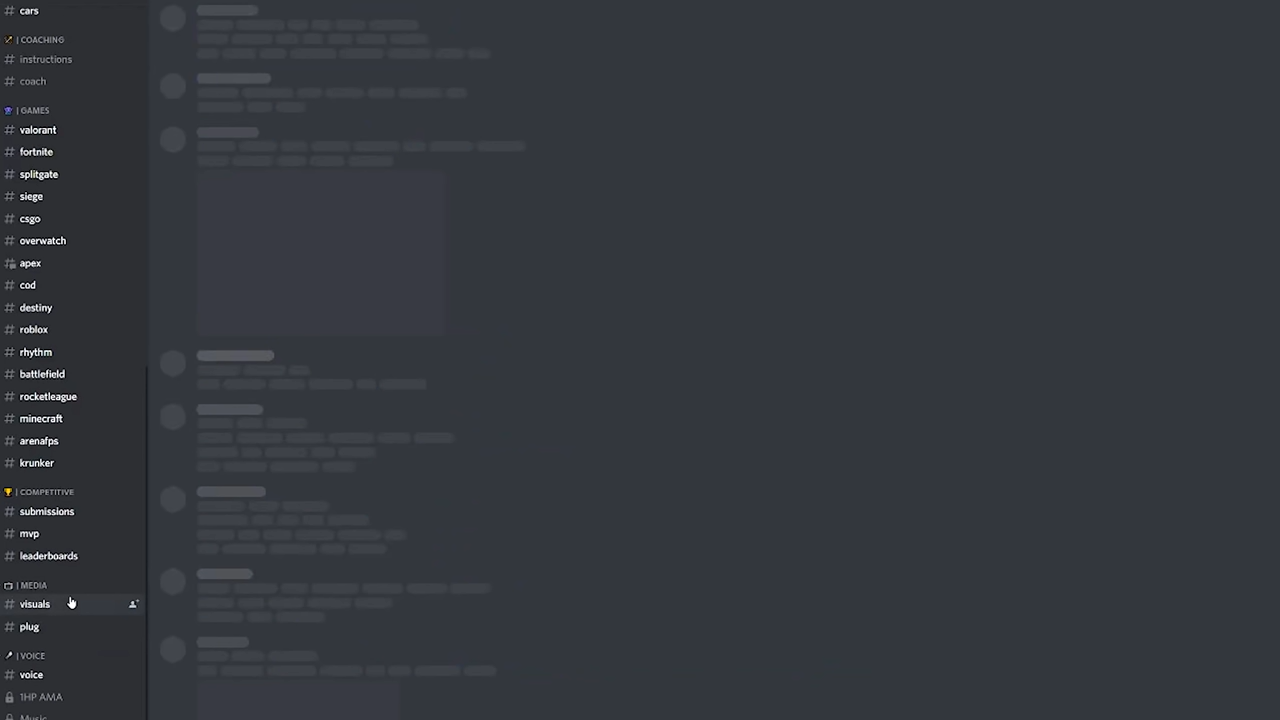 cars
| COACHING
# instructions
# coach
| GAMES
# valorant
# fortnite
# splitgate
# siege
# csgo
# overwatch
# apex
# cod
# destiny
# roblox
# rhythm
# battlefield
# rocketleague
# minecraft
# arenafps
# krunker
| COMPETITIVE
# submissions
# mvp
# leaderboards
| MEDIA
# visuals
# plug
| VOICE
# voice
1HP AMA
Music